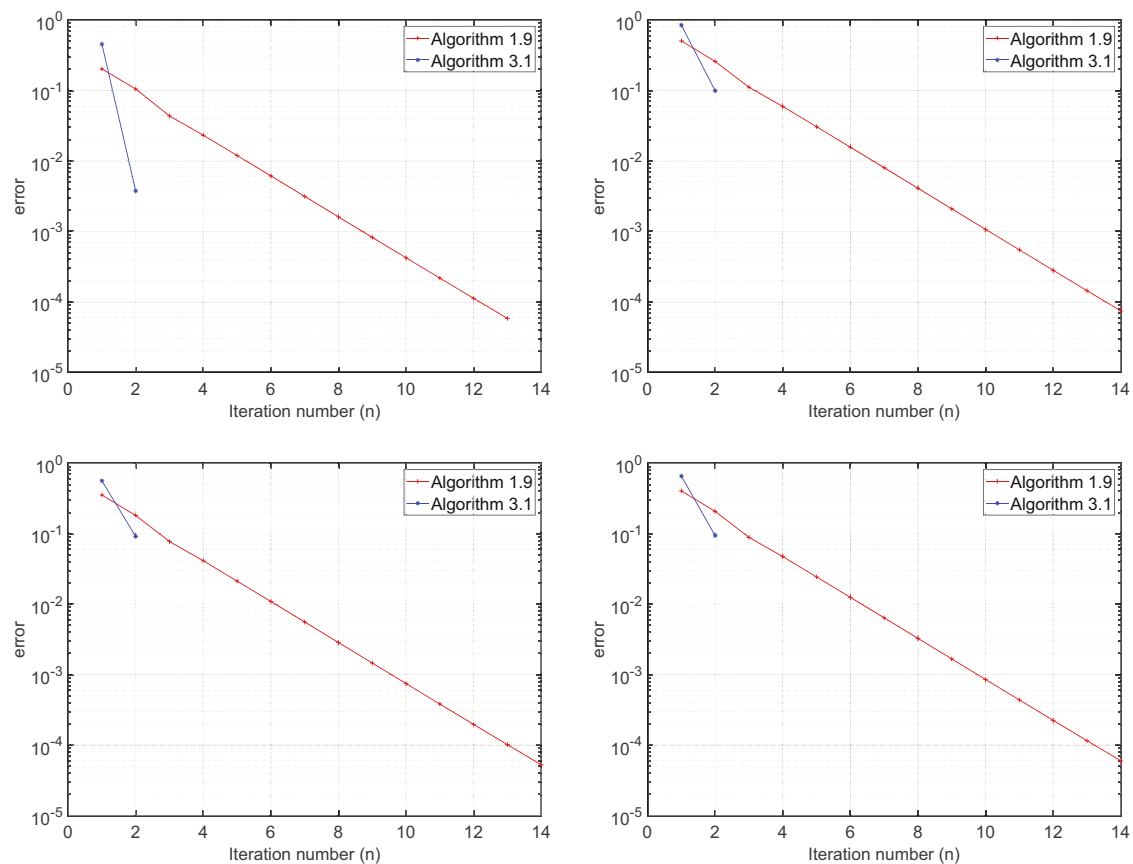 10^0
10^-1
10^-2
10^-3
10^-4
10^-5
error
0 2 4 6 8 10 12 14
Iteration number (n)
Algorithm 1.9
Algorithm 3.1
10^0
10^-1
10^-2
10^-3
10^-4
10^-5
error
0 2 4 6 8 10 12 14
Iteration number (n)
Algorithm 1.9
Algorithm 3.1
10^0
10^-1
10^-2
10^-3
10^-4
10^-5
error
0 2 4 6 8 10 12 14
Iteration number (n)
Algorithm 1.9
Algorithm 3.1
10^0
10^-1
10^-2
10^-3
10^-4
10^-5
error
0 2 4 6 8 10 12 14
Iteration number (n)
Algorithm 1.9
Algorithm 3.1